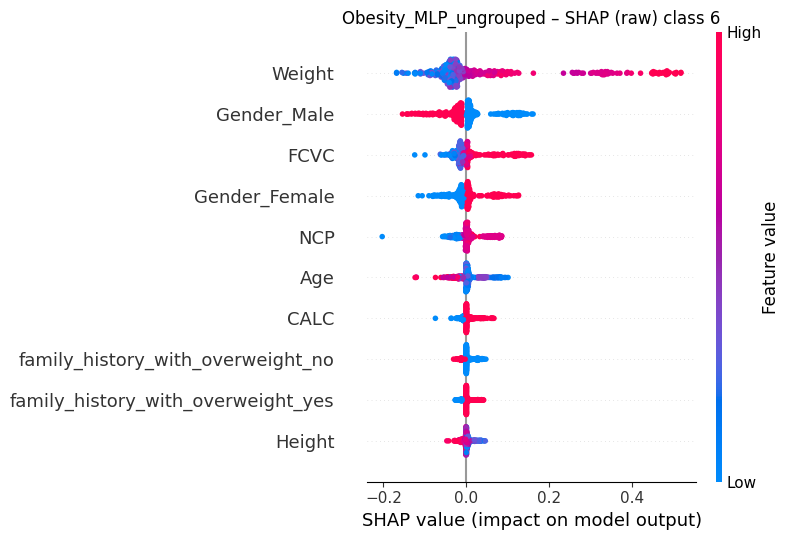 Obesity_MLP_ungrouped – SHAP (raw) class 6
High
Weight
Gender_Male
FCVC
Gender_Female
NCP
Age
CALC
family_history_with_overweight_no
family_history_with_overweight_yes
Height
Feature value
Low
−0.2 0.0 0.2 0.4
SHAP value (impact on model output)